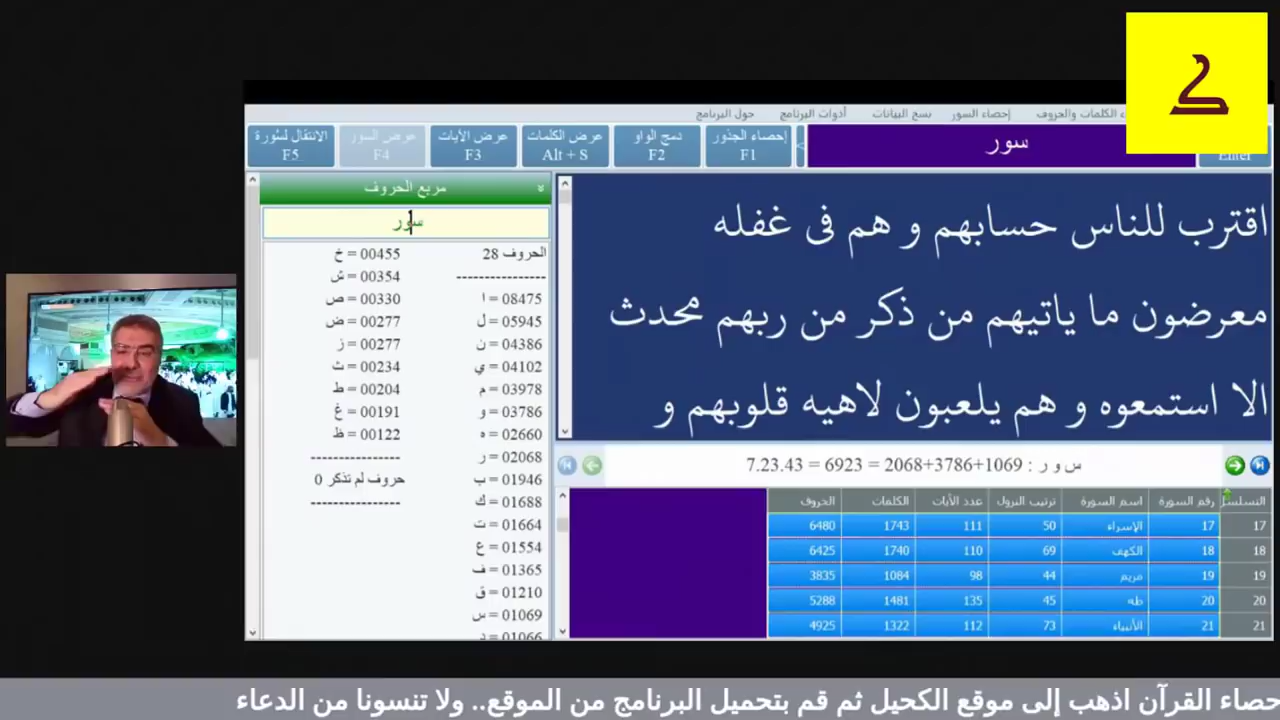 حول البرنامج
أدوات البرنامج
نسخ البيانات
إحصاء السور
الكلمات والحروف
الانتقال لسُورة
F5
عرض السور
F4
عرض الآيات
F3
عرض الكلمات
Alt + S
دمج الواو
F2
إحصاء الجذور
F1
سور
Enter
مربع الحروف
سور
الحروف 28
----------------
ا = 08475
ل = 05945
ن = 04386
ي = 04102
م = 03978
و = 03786
ه = 02660
ر = 02068
ب = 01946
ك = 01688
ت = 01664
ع = 01554
ف = 01365
ق = 01210
س = 01069
د = 01066
خ = 00455
ش = 00354
ص = 00330
ض = 00277
ز = 00277
ث = 00234
ط = 00204
غ = 00191
ظ = 00122
----------------
حروف لم تذكر 0
----------------
اقترب للناس حسابهم و هم فى غفله
معرضون ما ياتيهم من ذكر من ربهم محدث
الا استمعوه و هم يلعبون لاهيه قلوبهم و
س و ر : 1069+3786+2068 = 6923 = 7.23.43
التسلسل رقم السورة اسم السورة ترتيب النزول عدد الآيات الكلمات الحروف
17 17 الإسراء 50 111 1743 6480
18 18 الكهف 69 110 1740 6425
19 19 مريم 44 98 1084 3835
20 20 طه 45 135 1481 5288
21 21 الأنبياء 73 112 1322 4925
حصاء القرآن اذهب إلى موقع الكحيل ثم قم بتحميل البرنامج من الموقع.. ولا تنسونا من الدعاء